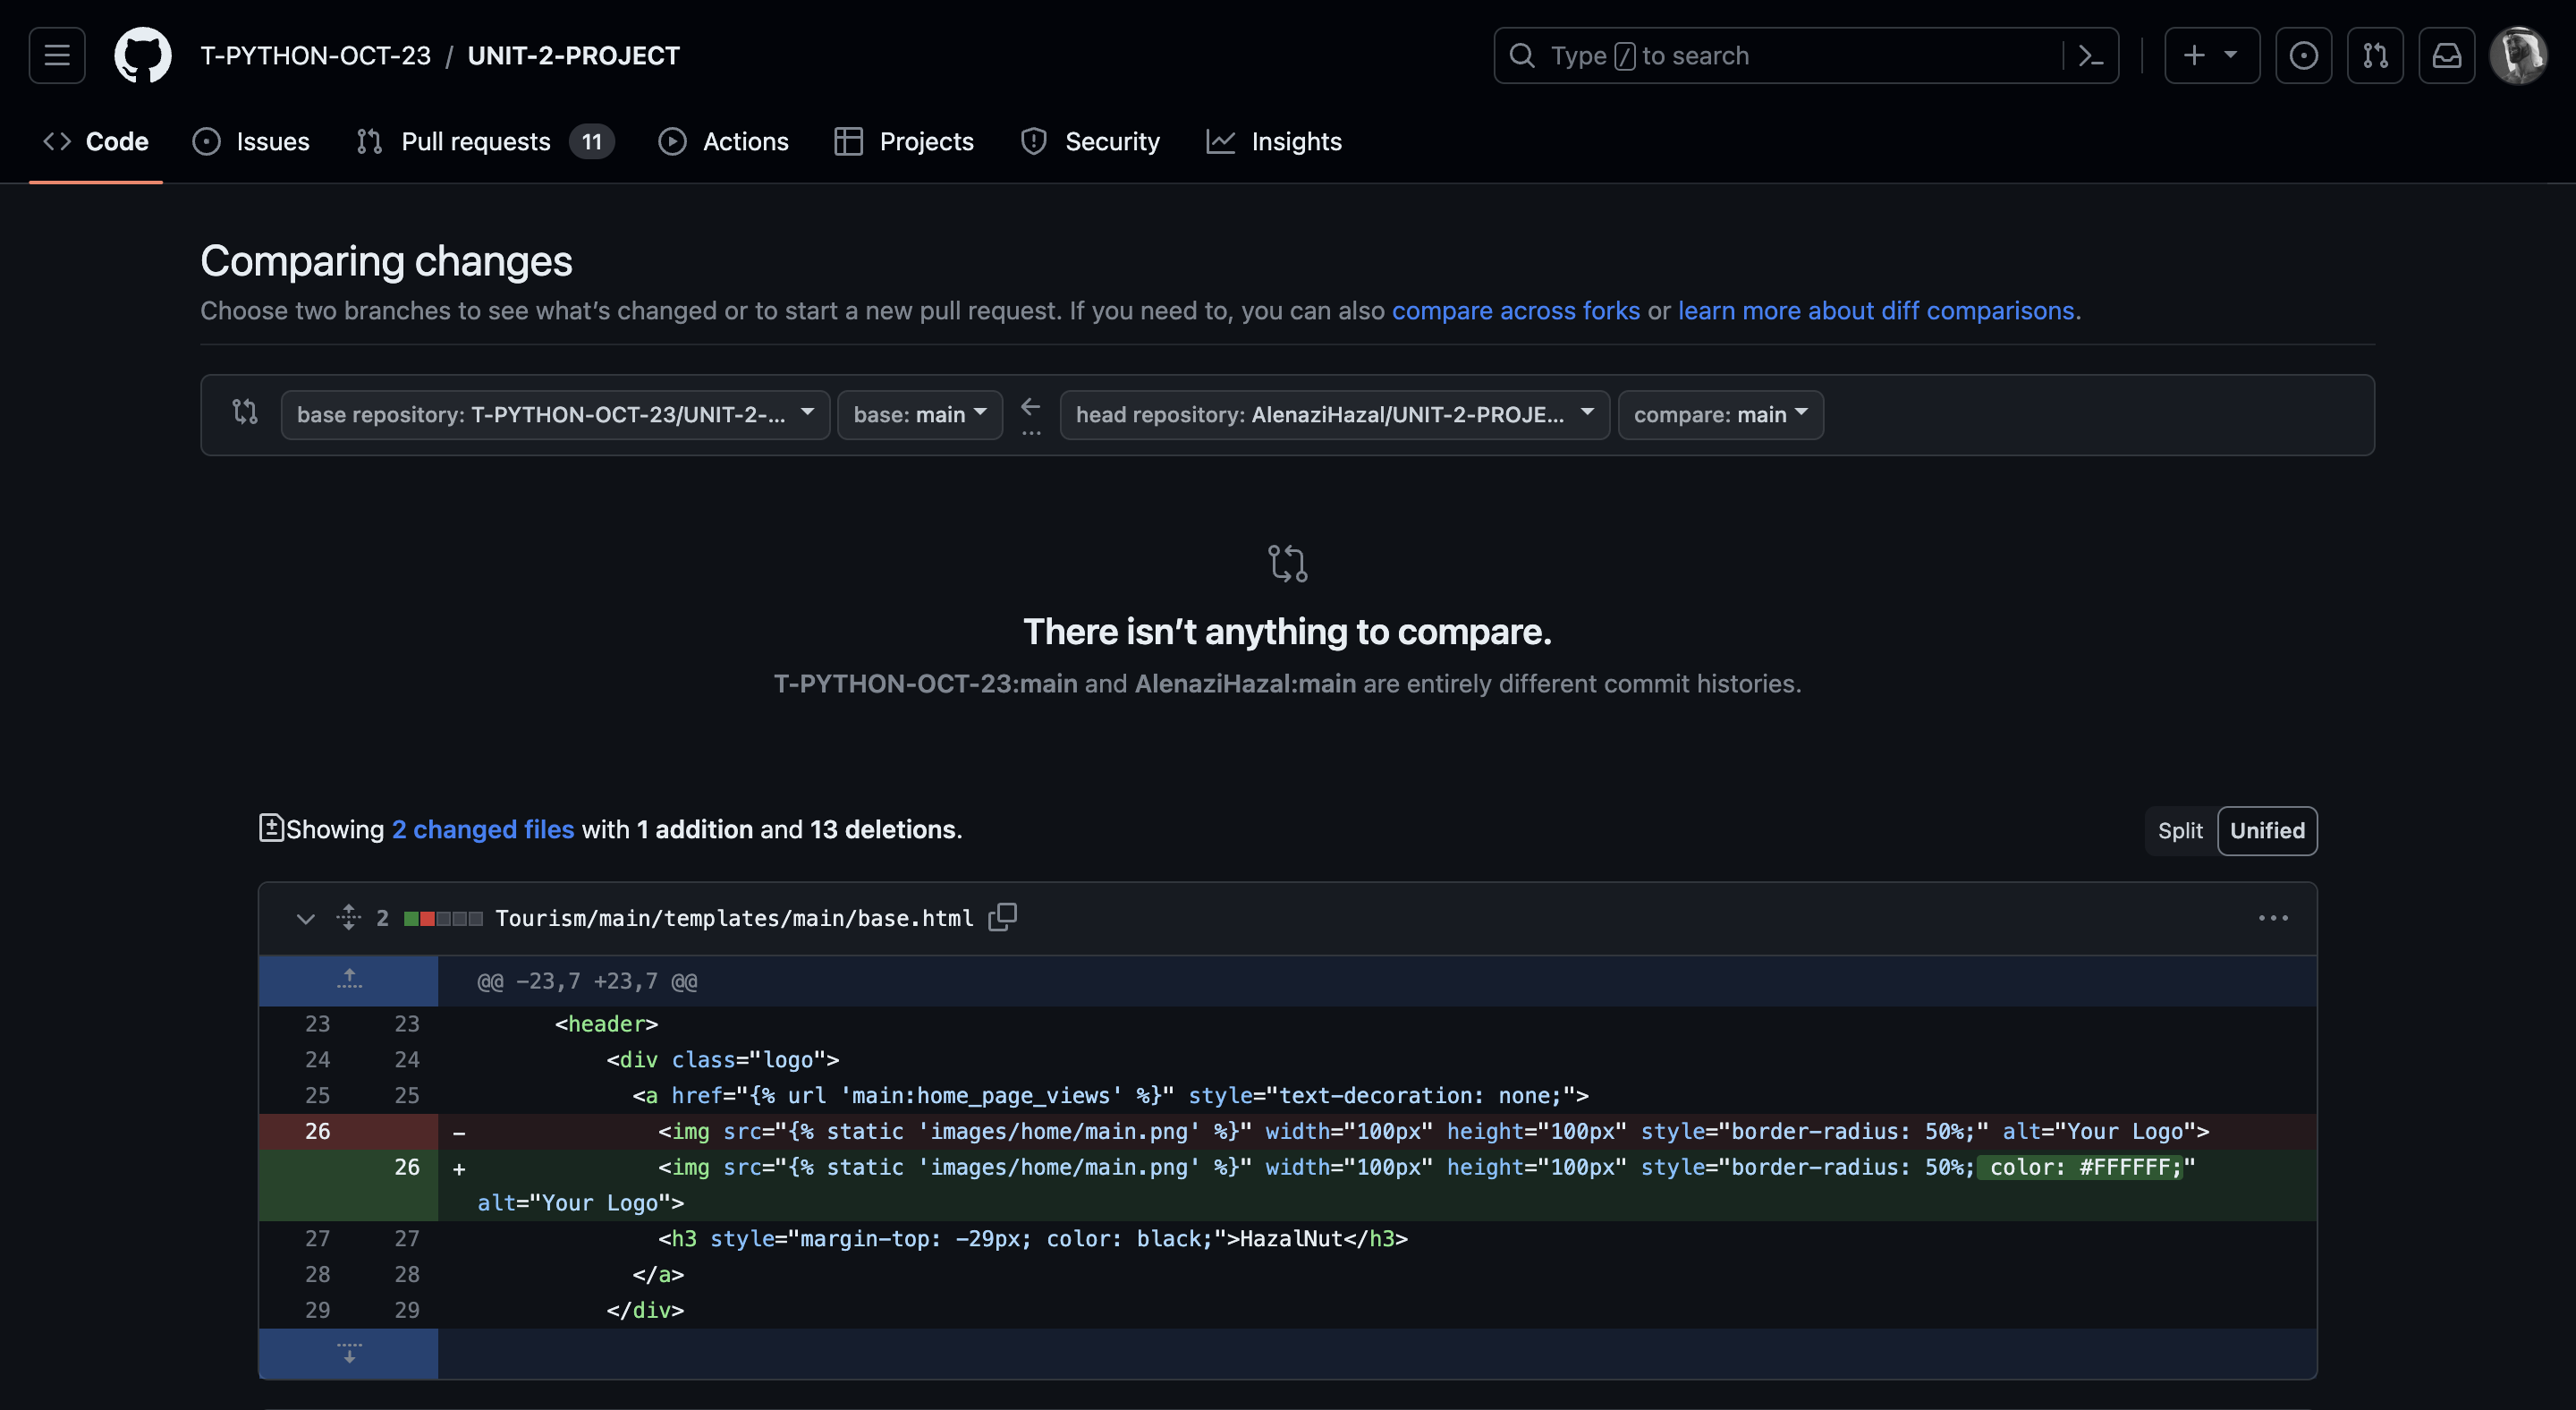 T-PYTHON-OCT-23 / UNIT-2-PROJECT
Type / to search
Code Issues Pull requests 11 Actions Projects Security Insights
Comparing changes
Choose two branches to see what's changed or to start a new pull request. If you need to, you can also compare across forks or learn more about diff comparisons.
base repository: T-PYTHON-OCT-23/UNIT-2-... base: main ← ... head repository: AlenaziHazal/UNIT-2-PROJE... compare: main
There isn't anything to compare.
T-PYTHON-OCT-23:main and AlenaziHazal:main are entirely different commit histories.
Showing 2 changed files with 1 addition and 13 deletions.
Split Unified
2 Tourism/main/templates/main/base.html
@@ -23,7 +23,7 @@
23 23 <header>
24 24 <div class="logo">
25 25 <a href="{% url 'main:home_page_views' %}" style="text-decoration: none;">
26 - <img src="{% static 'images/home/main.png' %}" width="100px" height="100px" style="border-radius: 50%;" alt="Your Logo">
26 + <img src="{% static 'images/home/main.png' %}" width="100px" height="100px" style="border-radius: 50%; color: #FFFFFF;"
alt="Your Logo">
27 27 <h3 style="margin-top: -29px; color: black;">HazalNut</h3>
28 28 </a>
29 29 </div>